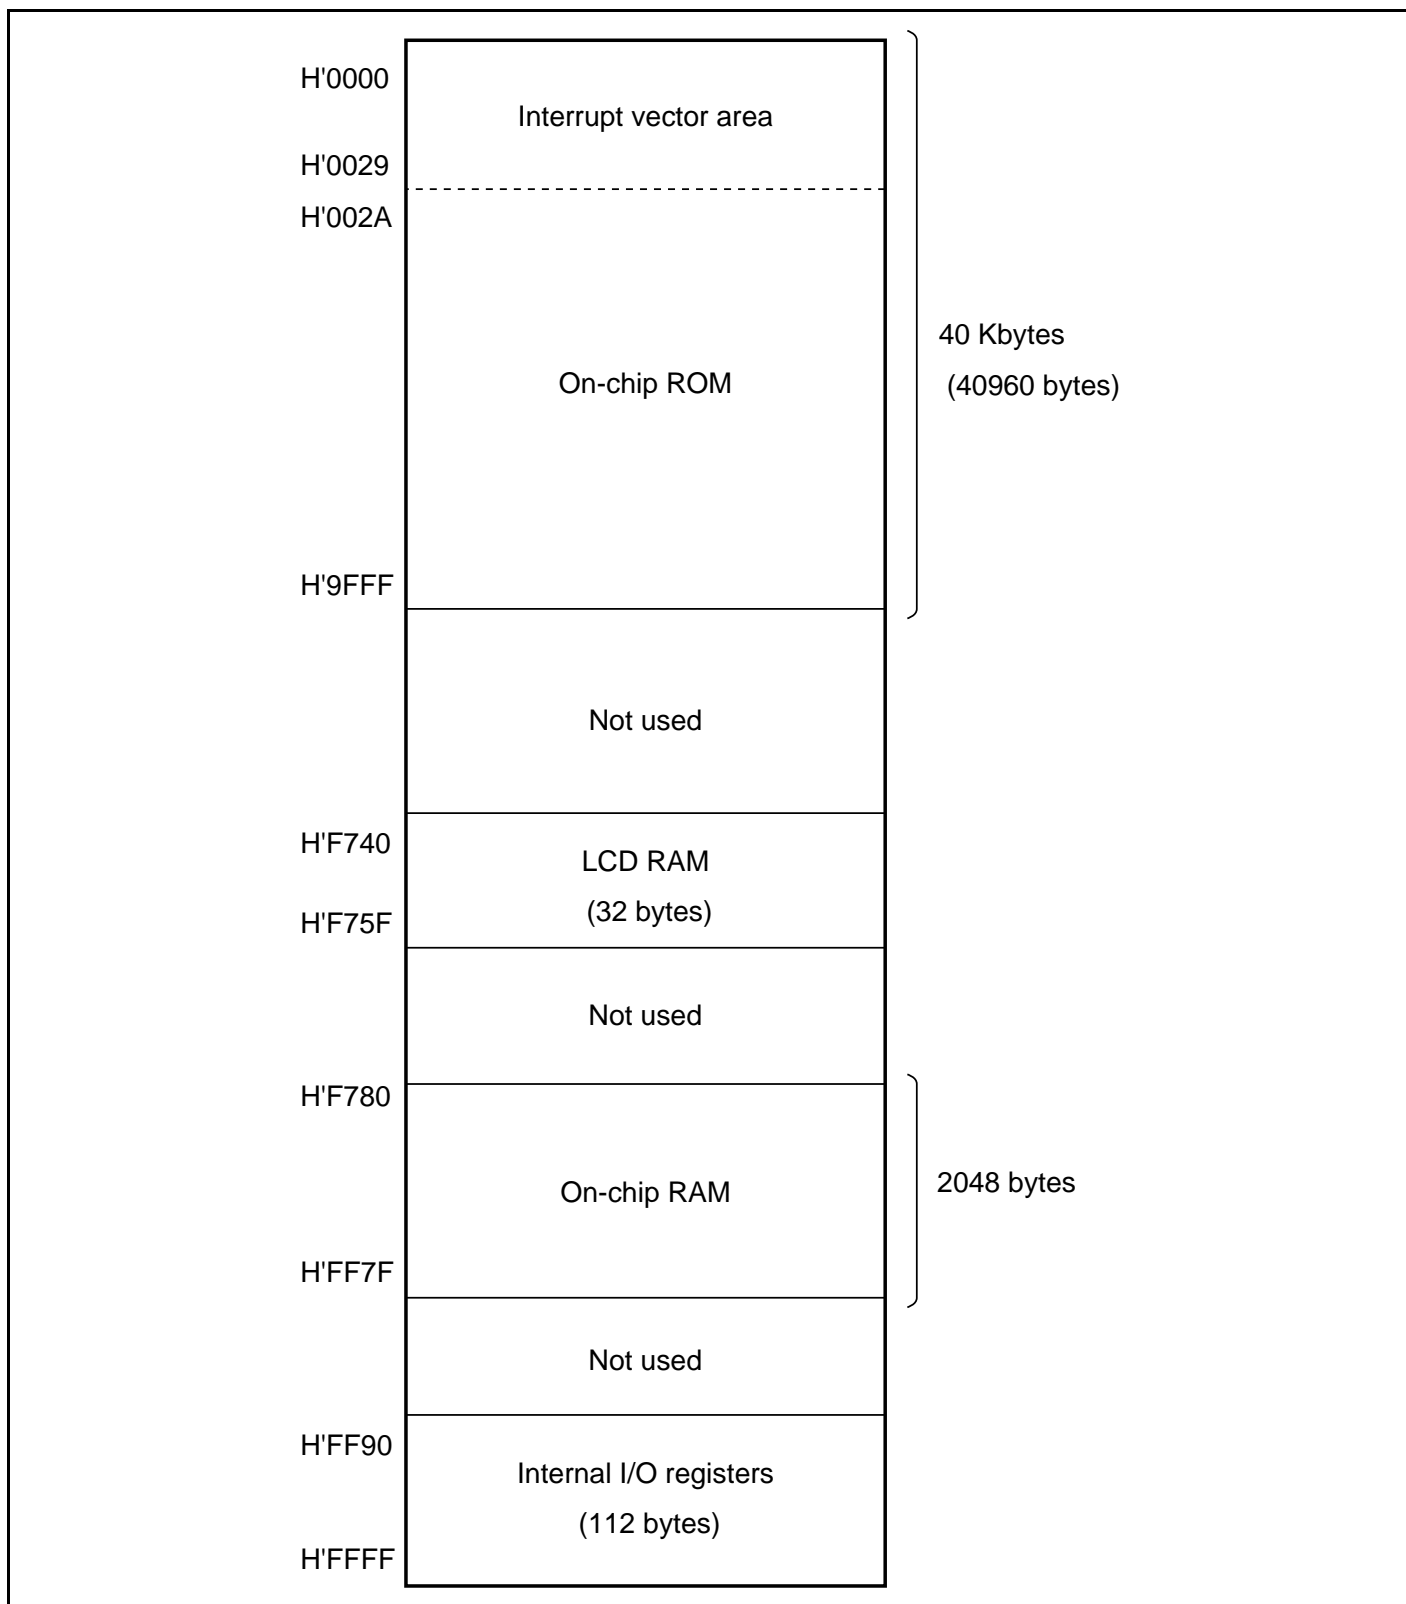 H'0000
Interrupt vector area
H'0029
H'002A
40 Kbytes
On-chip ROM
(40960 bytes)
H'9FFF
Not used
H'F740
LCD RAM
(32 bytes)
H'F75F
Not used
H'F780
2048 bytes
On-chip RAM
H'FF7F
Not used
H'FF90
Internal I/O registers
(112 bytes)
H'FFFF